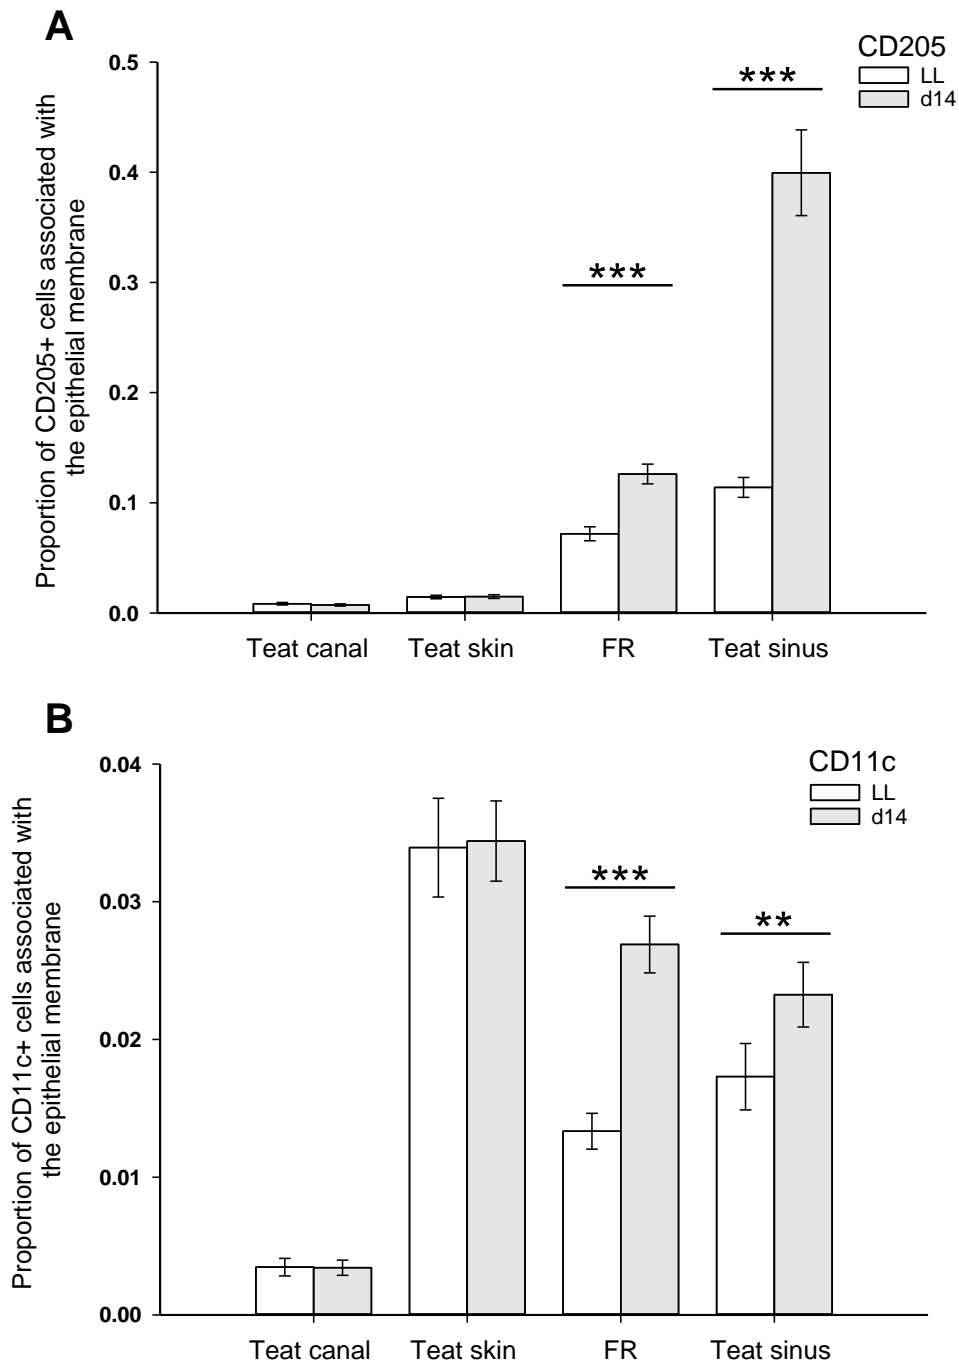 A
CD205
LL
d14
***
***
Proportion of CD205+ cells associated with
the epithelial membrane
0.5
0.4
0.3
0.2
0.1
0.0
Teat canal Teat skin FR Teat sinus
B
CD11c
LL
d14
***
**
Proportion of CD11c+ cells associated with
the epithelial membrane
0.04
0.03
0.02
0.01
0.00
Teat canal Teat skin FR Teat sinus